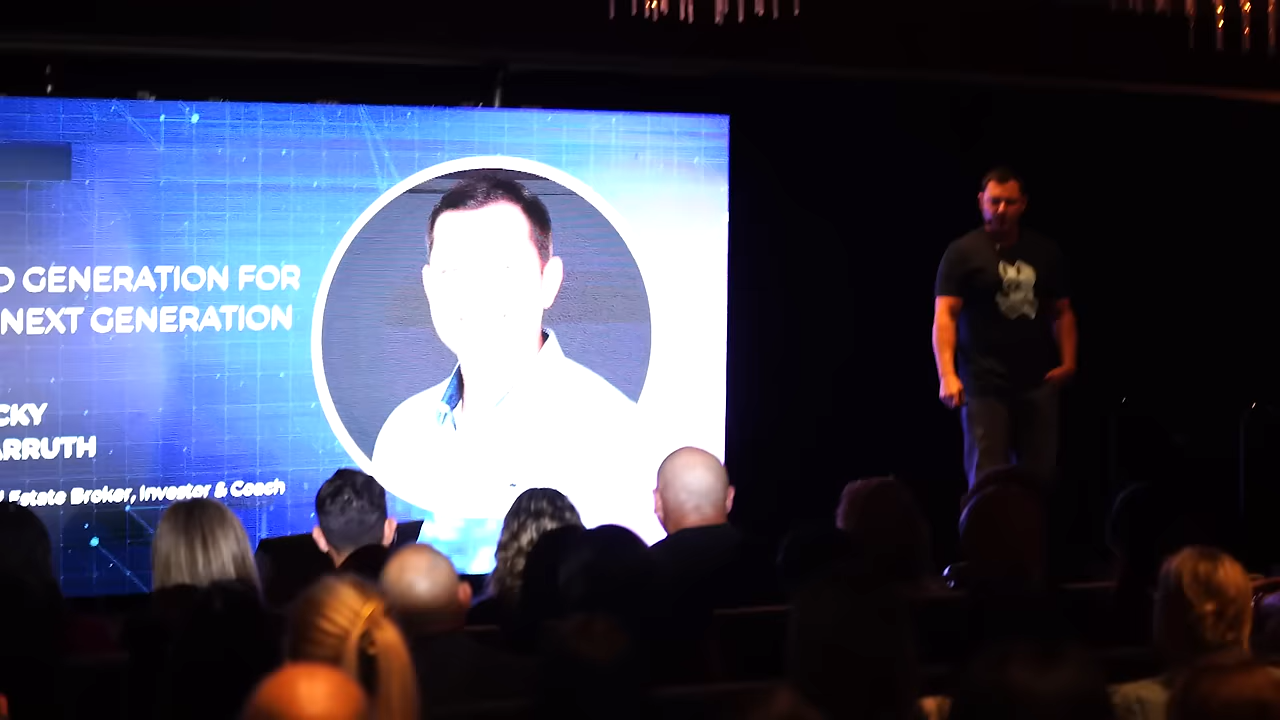 GENERATION FOR
NEXT GENERATION
CKY
ARRUTH
Estate Broker, Investor & Coach